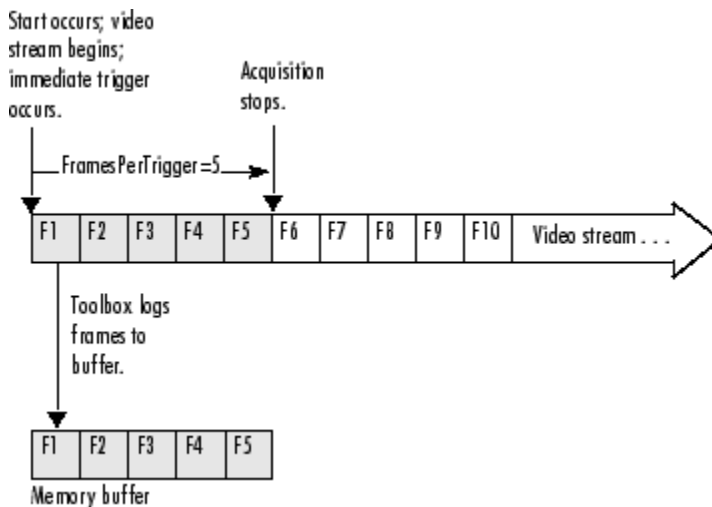 Start occurs; video
stream begins;
immediate trigger
occurs.
Acquisition
stops.
FramesPerTrigger=5
F1 F2 F3 F4 F5 F6 F7 F8 F9 F10 Video stream . . .
Toolbox logs
frames to
buffer.
F1 F2 F3 F4 F5
Memory buffer